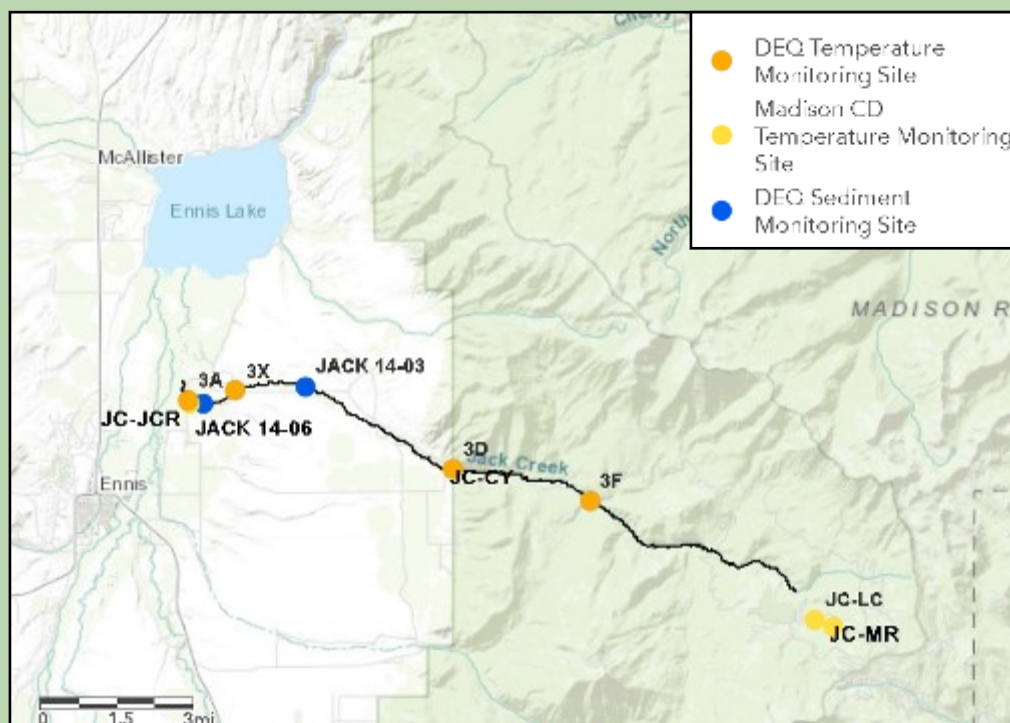 Cherry
DEQ Temperature
Monitoring Site
Madison CD
Temperature Monitoring
Site
DEQ Sediment
Monitoring Site
McAllister
Ennis Lake
North
MADISON R
JACK 14-03
3A
3X
JC-JCR
JACK 14-06
3D
Jack Creek
JC-CY
3F
Ennis
JC-LC
JC-MR
0 1.5 3mi